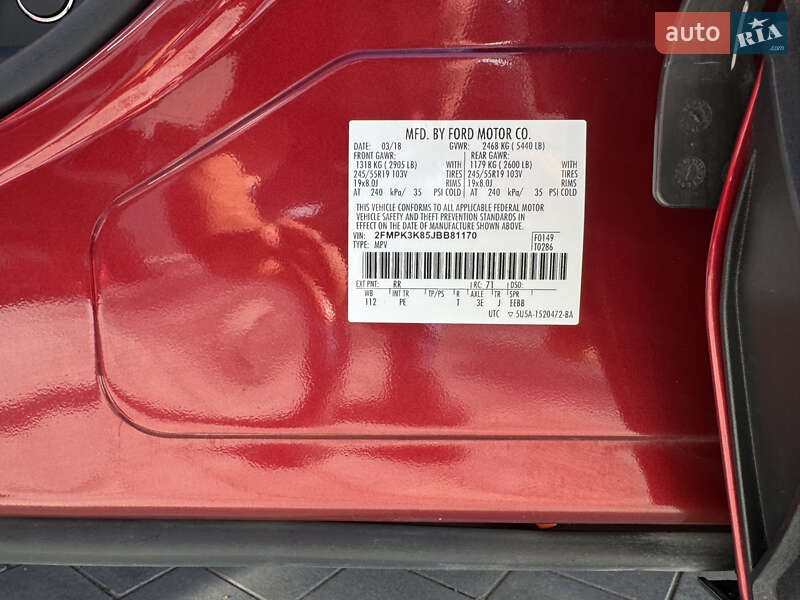 auto RIA .com
MFD. BY FORD MOTOR CO.
DATE: 03/18 GVWR: 2468 KG ( 5440 LB)
FRONT GAWR: REAR GAWR:
1318 KG ( 2905 LB) WITH 1179 KG ( 2600 LB) WITH
245/55R19 103V TIRES 245/55R19 103V TIRES
19x8.0J RIMS 19x8.0J RIMS
AT 240 kPa/ 35 PSI COLD AT 240 kPa/ 35 PSI COLD
THIS VEHICLE CONFORMS TO ALL APPLICABLE FEDERAL MOTOR
VEHICLE SAFETY AND THEFT PREVENTION STANDARDS IN
EFFECT ON THE DATE OF MANUFACTURE SHOWN ABOVE.
VIN: 2FMPK3K85JBB81170 F0149
TYPE: MPV T0286
EXT PNT: RR RC: 71 DSO:
WB INT TR TP/PS R AXLE TR SPR
112 PE T 3E J EEBB
UTC ▽ 5U5A-1520472-BA